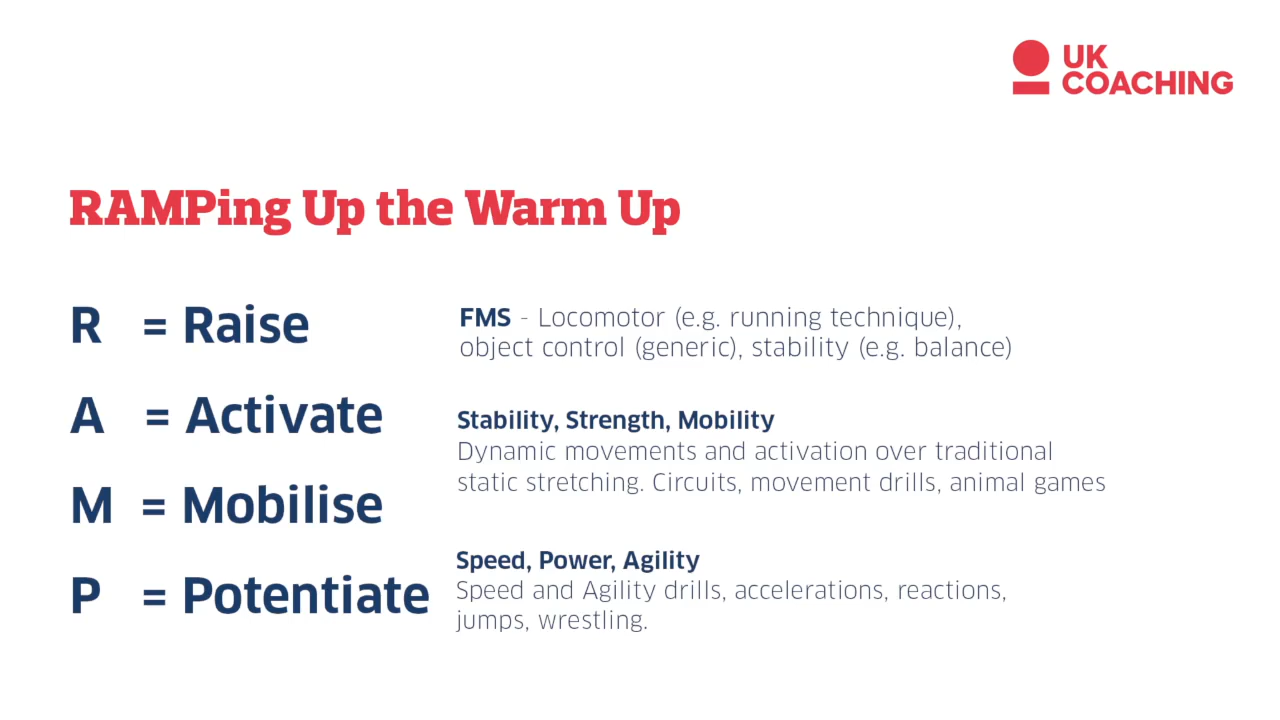 UK
COACHING
RAMPing Up the Warm Up
R = Raise
FMS - Locomotor (e.g. running technique),
object control (generic), stability (e.g. balance)
A = Activate
Stability, Strength, Mobility
Dynamic movements and activation over traditional
static stretching. Circuits, movement drills, animal games
M = Mobilise
P = Potentiate
Speed, Power, Agility
Speed and Agility drills, accelerations, reactions,
jumps, wrestling.